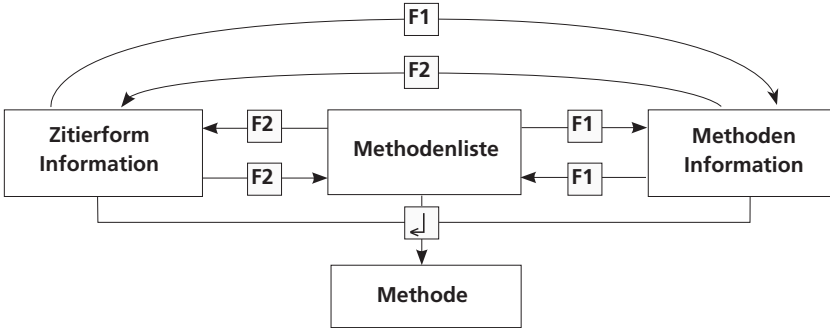 F1
F2
Zitierform
Information
F2
F2
Methodenliste
F1
F1
Methoden
Information
↲
Methode